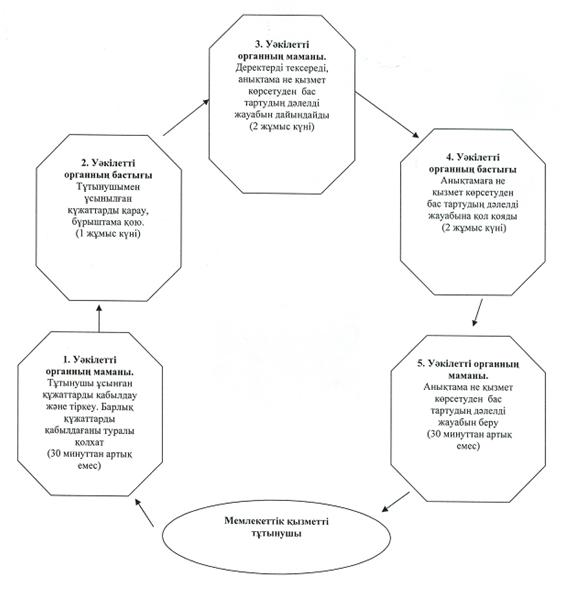 3. Уәкілетті
органның маманы.
Деректерді тексереді,
анықтама не қызмет
көрсетуден бас
тартудың дәлелді
жауабын дайындайды
(2 жұмыс күні)
2. Уәкілетті
органның бастығы
Тұтынушымен
ұсынылған
құжаттарды қарау,
бұрыштама қою.
(1 жұмыс күні)
4. Уәкілетті
органның бастығы
Анықтамаға не
қызмет көрсетуден
бас тартудың дәлелді
жауабына қол қояды
(2 жұмыс күні)
1. Уәкілетті
органның маманы.
Тұтынушы ұсынған
құжаттарды қабылдау
және тіркеу. Барлық
құжаттарды
қабылдағаны туралы
қолхат
(30 минуттан артық
емес)
5. Уәкілетті органның
маманы.
Анықтама не қызмет
көрсетуден бас
тартудың дәлелді
жауабын беру
(30 минуттан артық
емес)
Мемлекеттік қызметті
тұтынушы